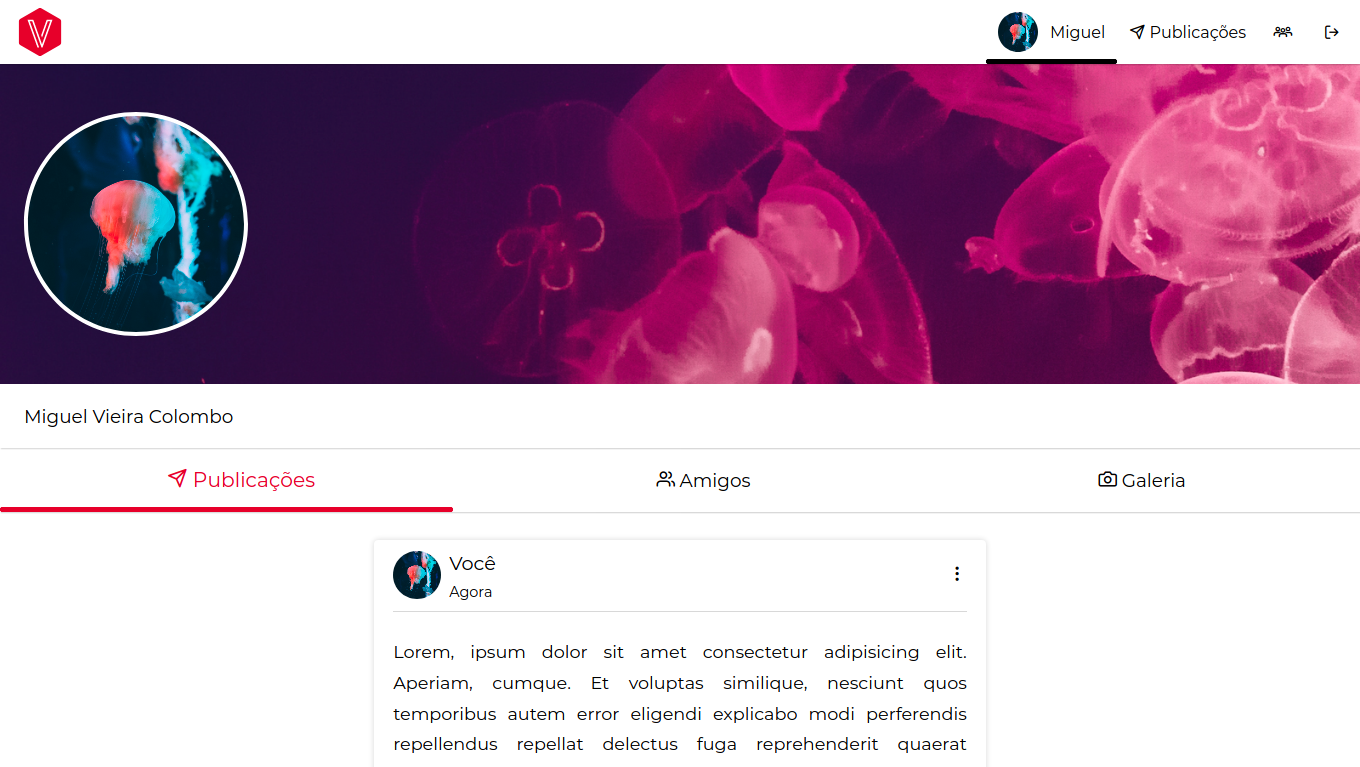 V
Miguel Publicações
Miguel Vieira Colombo
Publicações Amigos Galeria
Você
Agora
Lorem, ipsum dolor sit amet consectetur adipisicing elit.
Aperiam, cumque. Et voluptas similique, nesciunt quos
temporibus autem error eligendi explicabo modi perferendis
repellendus repellat delectus fuga reprehenderit quaerat